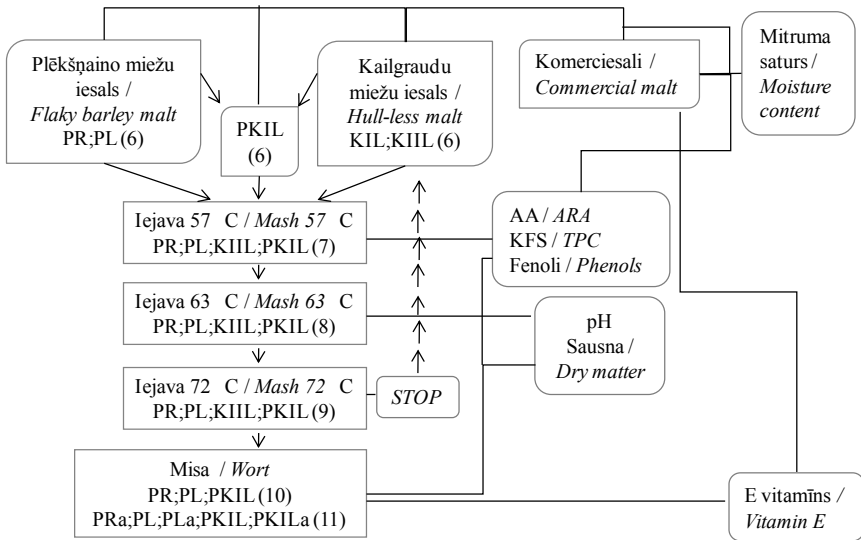 Plēkšņaino miežu
iesals /
Flaky barley malt
PR;PL (6)
PKIL
(6)
Kailgraudu
miežu iesals /
Hull-less malt
KIL;KIIL (6)
Komerciesali /
Commercial malt
Mitruma
saturs /
Moisture
content
Iejava 57 C / Mash 57 C
PR;PL;KIIL;PKIL (7)
AA / ARA
KFS / TPC
Fenoli / Phenols
Iejava 63 C / Mash 63 C
PR;PL;KIIL;PKIL (8)
pH
Sausna /
Dry matter
Iejava 72 C / Mash 72 C
PR;PL;KIIL;PKIL (9)
STOP
Misa / Wort
PR;PL;PKIL (10)
PRa;PL;PLa;PKIL;PKILa (11)
E vitamīns /
Vitamin E